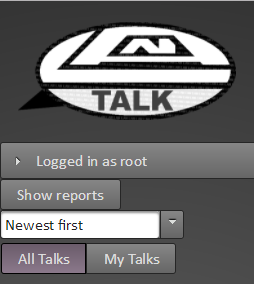 TALK
Logged in as root
Show reports
Newest first
All Talks
My Talks